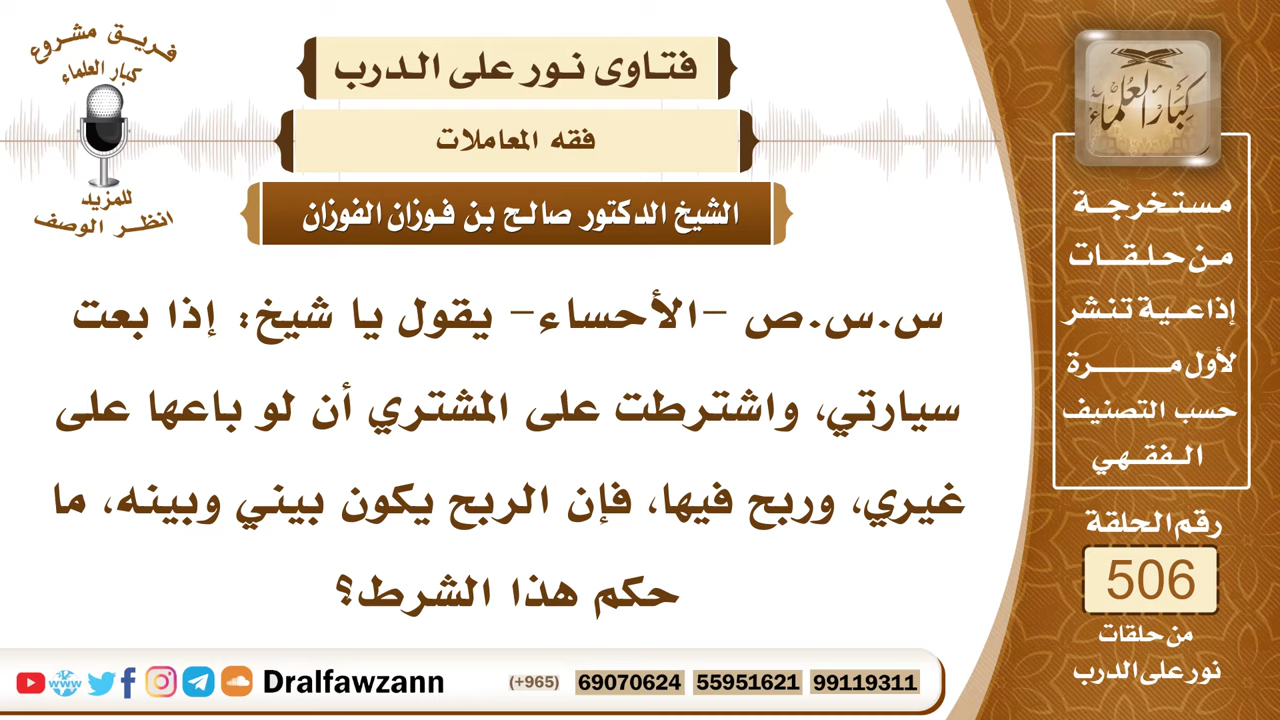 فريق مشروع
كبار العلماء
للمزيد
انظر الوصف
فتاوى نور على الدرب
فقه المعاملات
الشيخ الدكتور صالح بن فوزان الفوزان
س.س.ص -الأحساء- يقول يا شيخ: إذا بعت
سيارتي، واشترطت على المشتري أن لو باعها على
غيري، وربح فيها، فإن الربح يكون بيني وبينه، ما
حكم هذا الشرط؟
كبار العلماء
مستخرجة
من حلقات
إذاعية تنشر
لأول مرة
حسب التصنيف
الفقهي
رقم الحلقة
506
من حلقات
نور على الدرب
www
Dralfawzann
(+965) 69070624 55951621 99119311